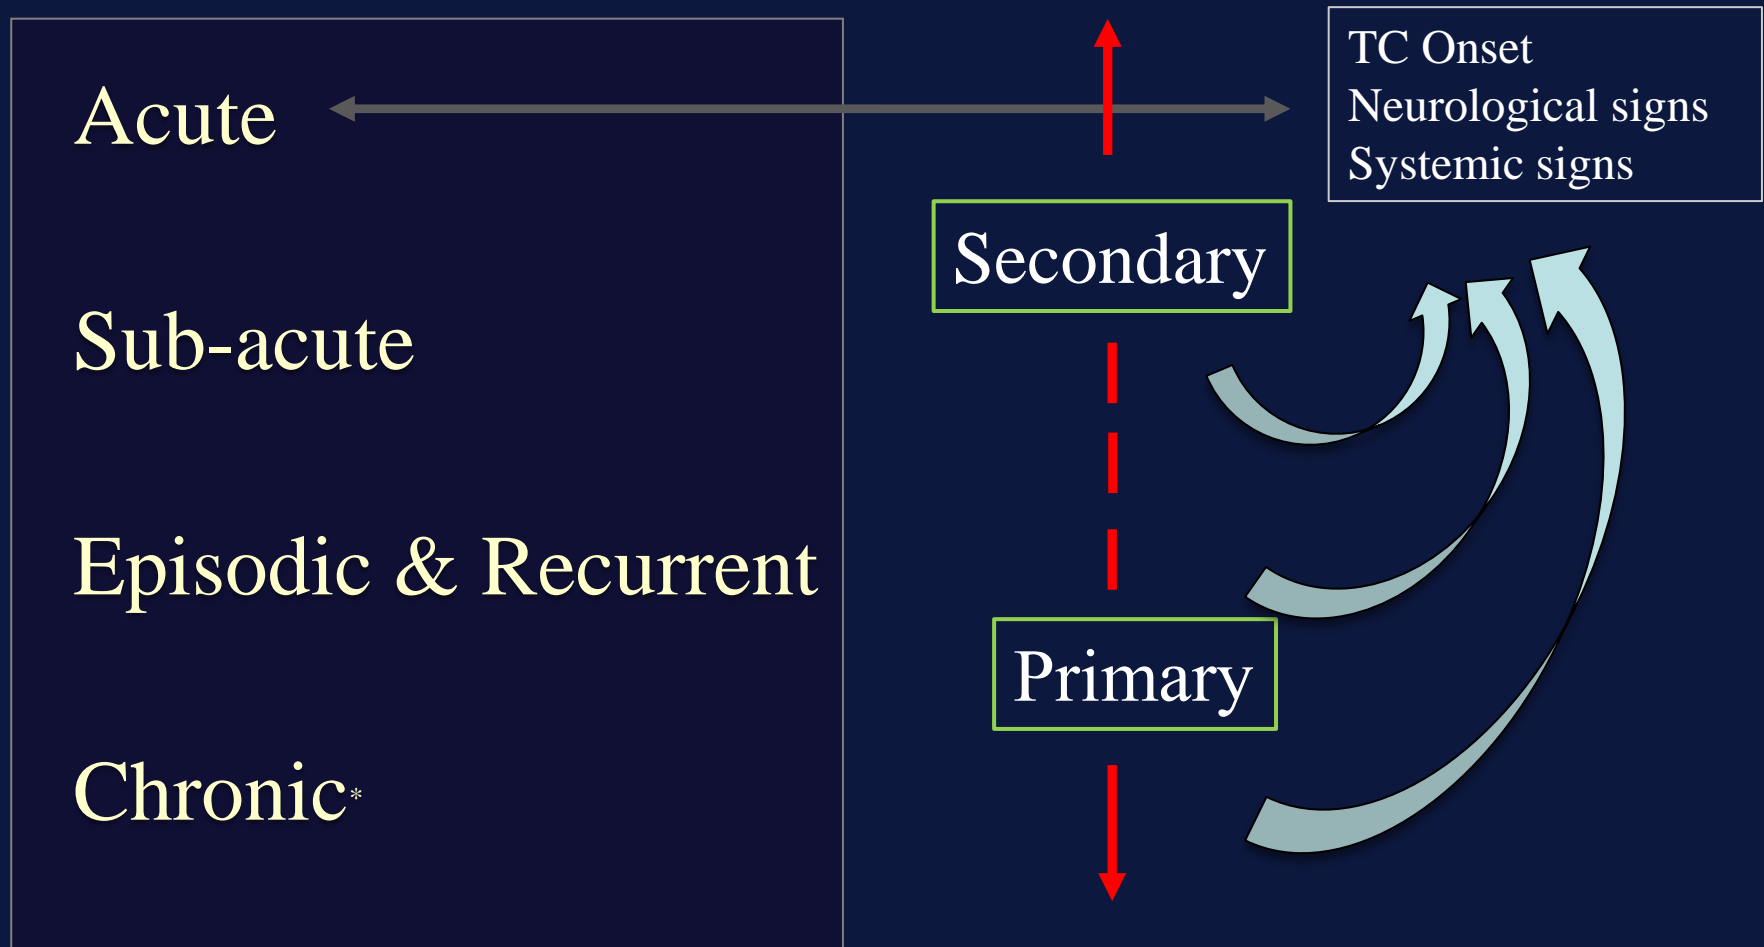 Acute
Sub-acute
Episodic & Recurrent
Chronic*
Secondary
Primary
TC Onset
Neurological signs
Systemic signs